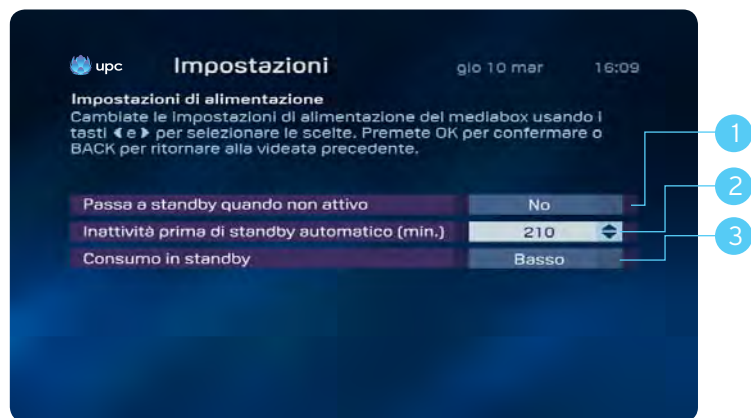 upc Impostazioni gio 10 mar 16:09
Impostazioni di alimentazione
Cambiate le impostazioni di alimentazione del mediabox usando i
tasti ◀ e ▶ per selezionare le scelte. Premete OK per confermare o
BACK per ritornare alla videata precedente.
Passa a standby quando non attivo No
Inattività prima di standby automatico (min.) 210
Consumo in standby Basso
1
2
3